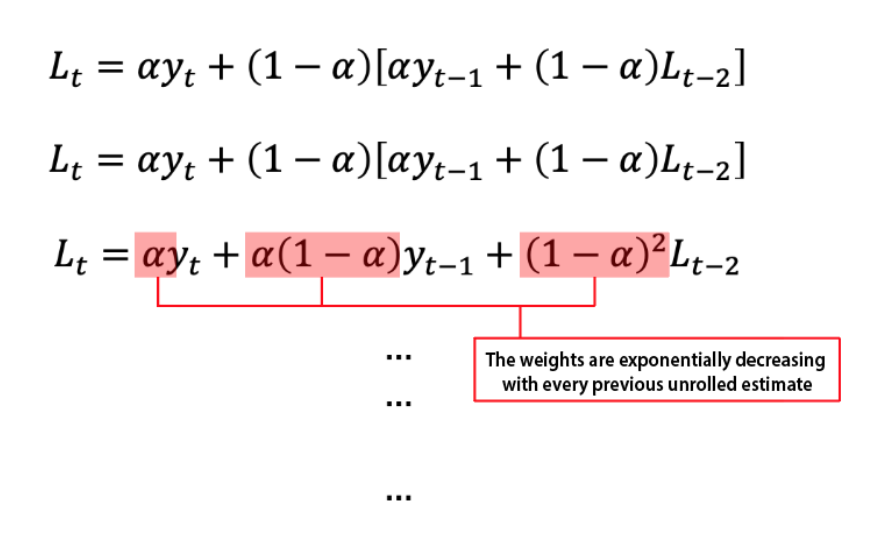 Lₜ = αyₜ + (1 − α)[αyₜ₋₁ + (1 − α)Lₜ₋₂]
Lₜ = αyₜ + (1 − α)[αyₜ₋₁ + (1 − α)Lₜ₋₂]
Lₜ = αyₜ + α(1 − α)yₜ₋₁ + (1 − α)²Lₜ₋₂
...
The weights are exponentially decreasing
with every previous unrolled estimate
...
...